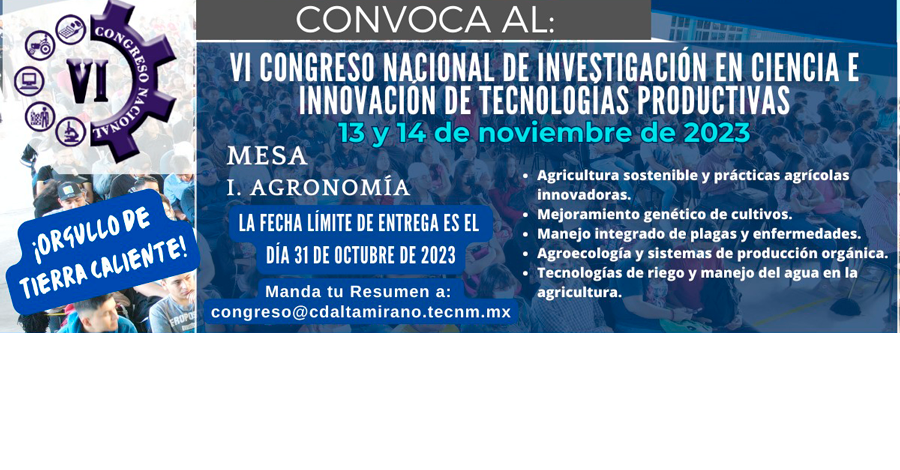 CONVOCA AL:
CONGRESO NACIONAL
VI
VI CONGRESO NACIONAL DE INVESTIGACIÓN EN CIENCIA E
INNOVACIÓN DE TECNOLOGÍAS PRODUCTIVAS
13 y 14 de noviembre de 2023
MESA
I. AGRONOMÍA
LA FECHA LÍMITE DE ENTREGA ES EL
DÍA 31 DE OCTUBRE DE 2023
Manda tu Resumen a:
congreso@cdaltamirano.tecnm.mx
• Agricultura sostenible y prácticas agrícolas
innovadoras.
• Mejoramiento genético de cultivos.
• Manejo integrado de plagas y enfermedades.
• Agroecología y sistemas de producción orgánica.
• Tecnologías de riego y manejo del agua en la
agricultura.
¡ORGULLO DE
TIERRA CALIENTE!